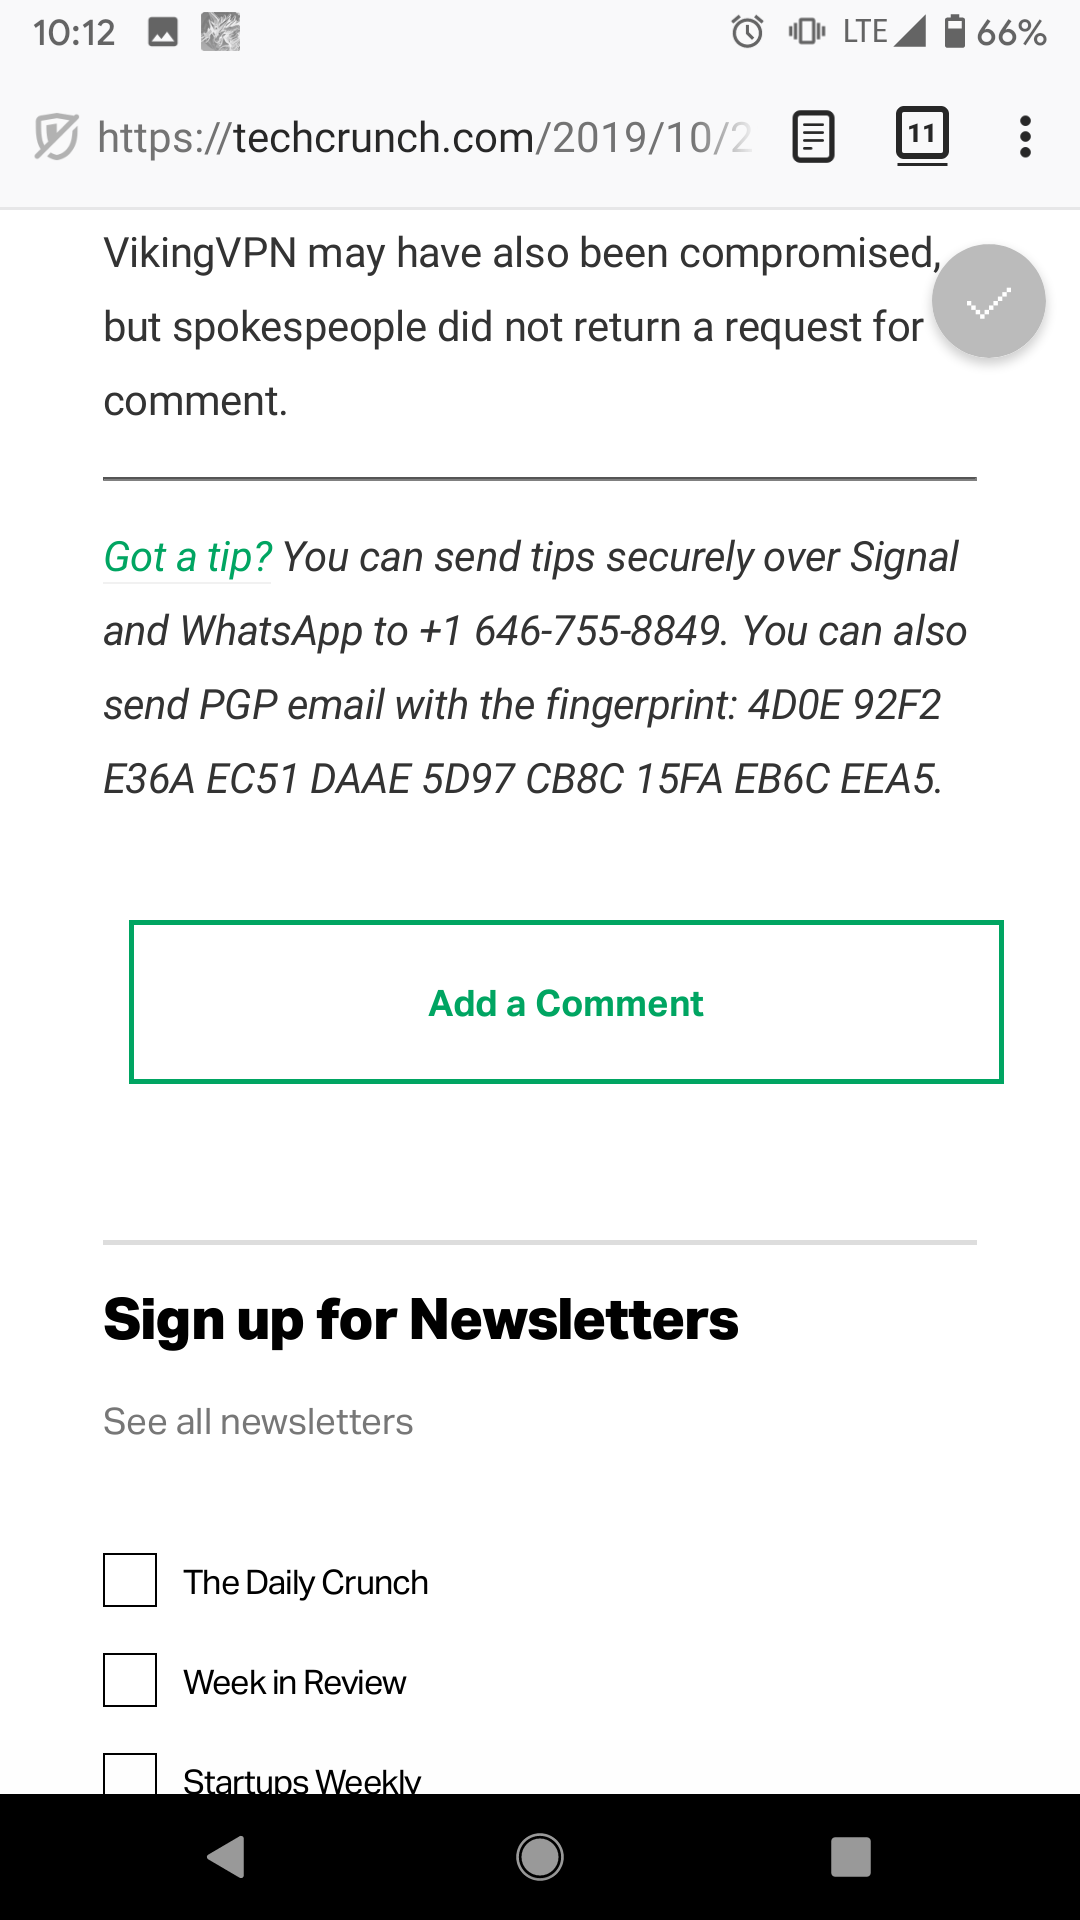 10:12 LTE 66%
https://techcrunch.com/2019/10/2 11
VikingVPN may have also been compromised,
but spokespeople did not return a request for
comment.
Got a tip? You can send tips securely over Signal
and WhatsApp to +1 646-755-8849. You can also
send PGP email with the fingerprint: 4D0E 92F2
E36A EC51 DAAE 5D97 CB8C 15FA EB6C EEA5.
Add a Comment
Sign up for Newsletters
See all newsletters
The Daily Crunch
Week in Review
Startups Weekly